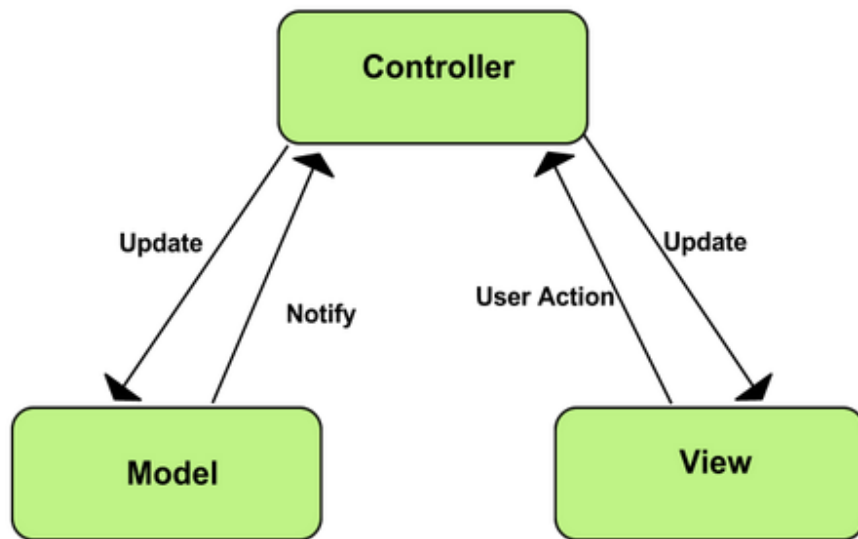 Controller
Update
Update
User Action
Notify
Model
View